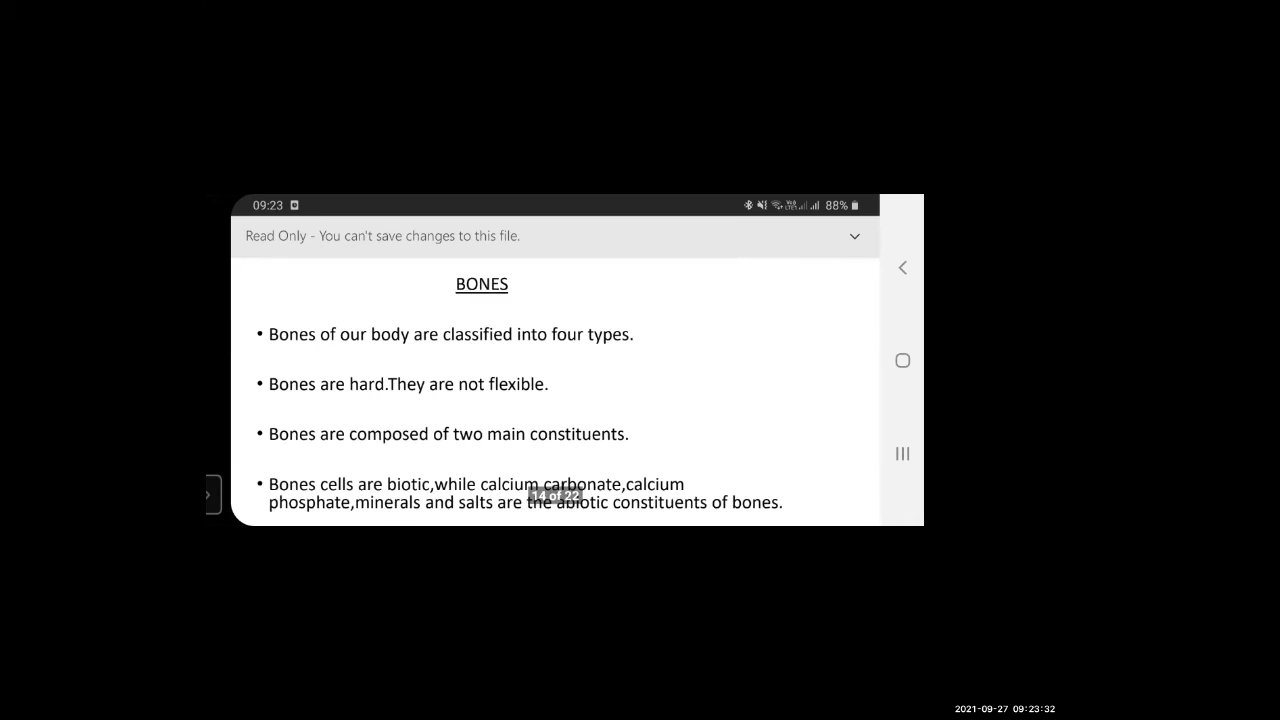 09:23 88%
Read Only - You can't save changes to this file.
BONES
• Bones of our body are classified into four types.
• Bones are hard.They are not flexible.
• Bones are composed of two main constituents.
• Bones cells are biotic,while calcium carbonate,calcium
phosphate,minerals and salts are the abiotic constituents of bones.
14 of 22
2021-09-27 09:23:32